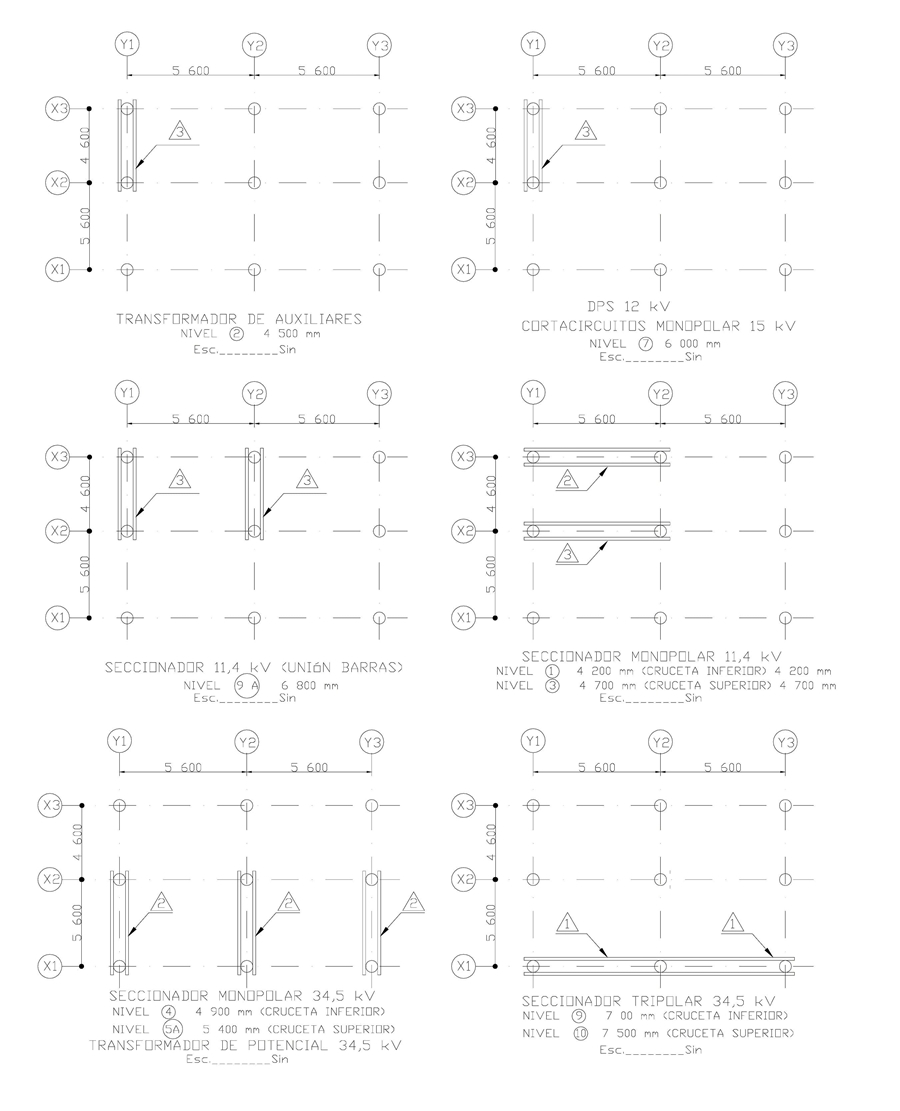 Y1 Y2 Y3
5 600 5 600
X3
4 600
3
X2
5 600
X1
TRANSFORMADOR DE AUXILIARES
NIVEL 2 4 500 mm
Esc.________Sin
Y1 Y2 Y3
5 600 5 600
X3
4 600
3
X2
5 600
X1
DPS 12 kV
CORTACIRCUITOS MONOPOLAR 15 kV
NIVEL 7 6 000 mm
Esc.________Sin
Y1 Y2 Y3
5 600 5 600
X3
4 600
3 3
X2
5 600
X1
SECCIONADOR 11,4 kV (UNIóN BARRAS)
NIVEL 9 A 6 800 mm
Esc.________Sin
Y1 Y2 Y3
5 600 5 600
X3
2
4 600
X2
3
5 600
X1
SECCIONADOR MONOPOLAR 11,4 kV
NIVEL 1 4 200 mm (CRUCETA INFERIOR) 4 200 mm
NIVEL 3 4 700 mm (CRUCETA SUPERIOR) 4 700 mm
Esc.________Sin
Y1 Y2 Y3
5 600 5 600
X3
4 600
X2
2 2 2
5 600
X1
SECCIONADOR MONOPOLAR 34,5 kV
NIVEL 4 4 900 mm (CRUCETA INFERIOR)
NIVEL 5A 5 400 mm (CRUCETA SUPERIOR)
TRANSFORMADOR DE POTENCIAL 34,5 kV
Esc.________Sin
Y1 Y2 Y3
5 600 5 600
X3
4 600
X2
1 1
5 600
X1
SECCIONADOR TRIPOLAR 34,5 kV
NIVEL 9 7 00 mm (CRUCETA INFERIOR)
NIVEL 10 7 500 mm (CRUCETA SUPERIOR)
Esc.________Sin